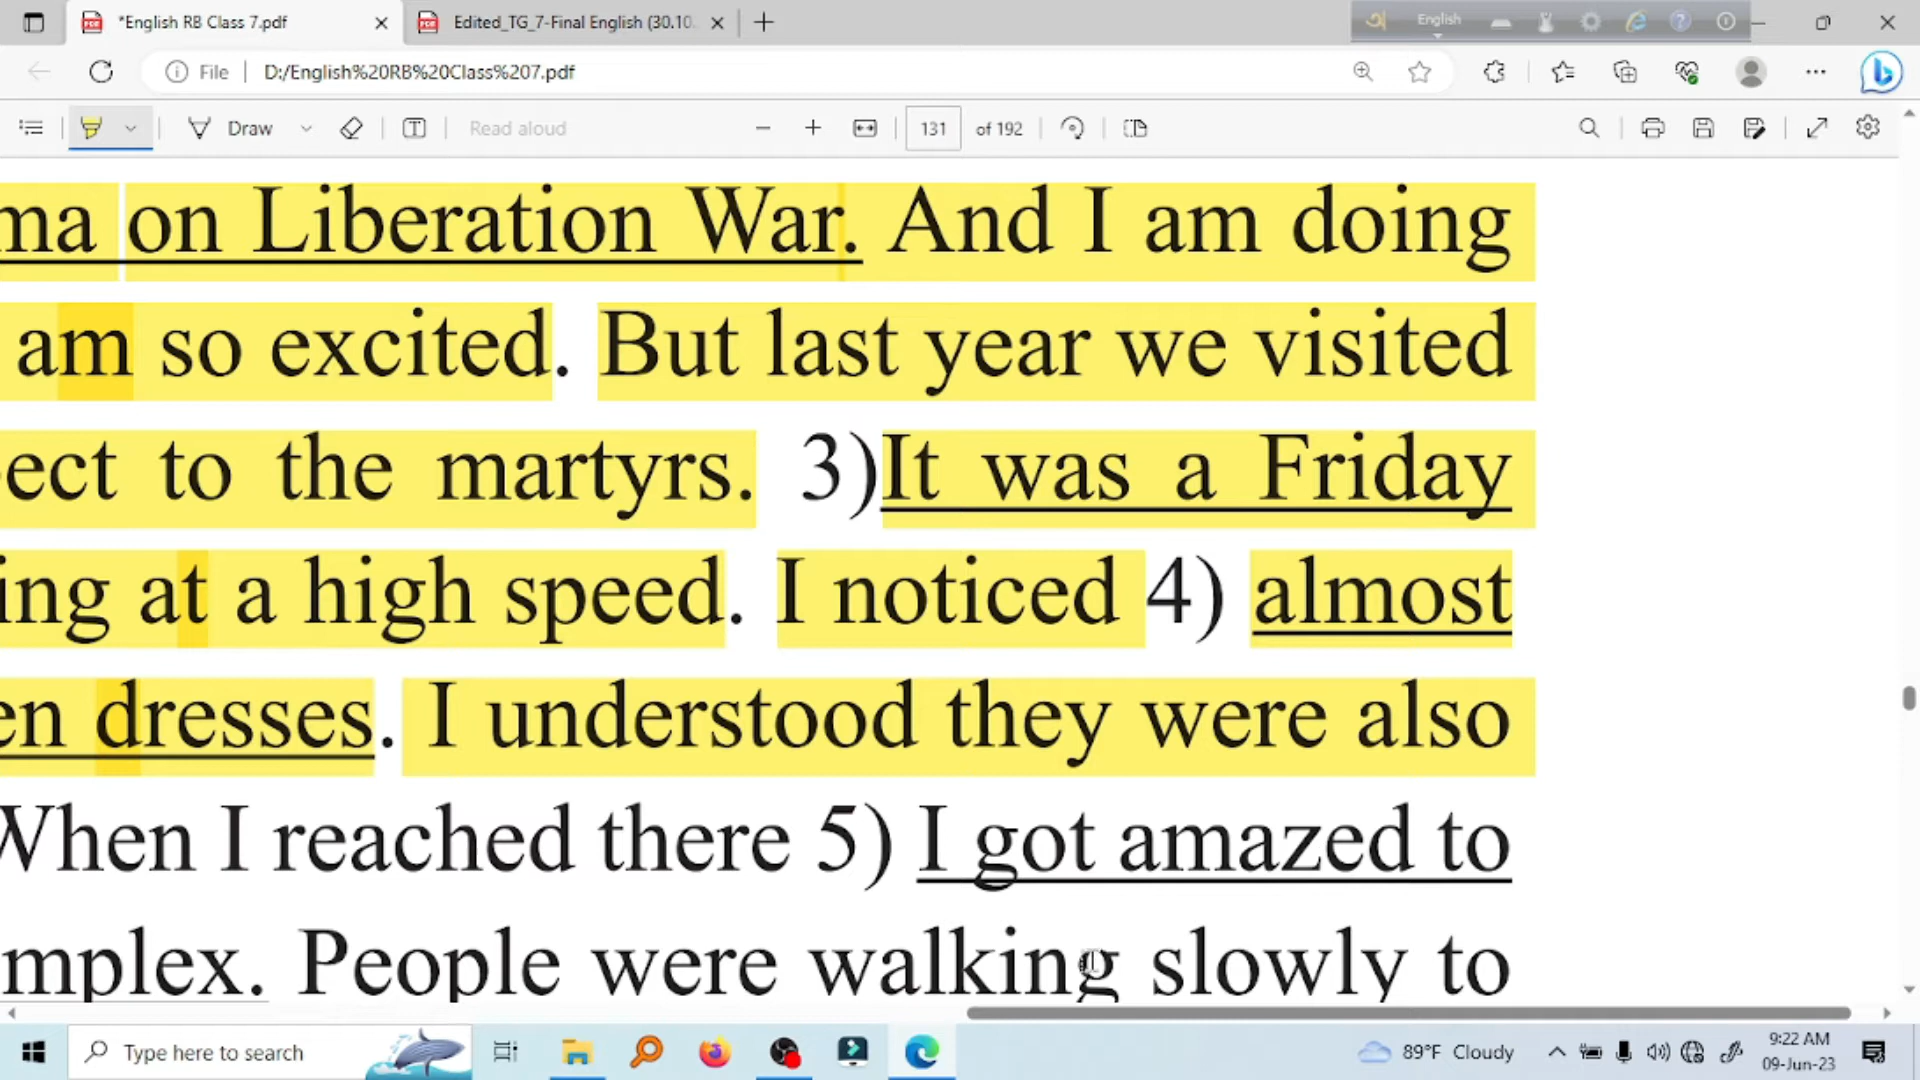 *English RB Class 7.pdf
Edited_TG_7-Final English (30.10.
English
File
D:/English%20RB%20Class%207.pdf
Draw
Read aloud
131 of 192
ma on Liberation War. And I am doing
am so excited. But last year we visited
ect to the martyrs. 3)It was a Friday
ing at a high speed. I noticed 4) almost
en dresses. I understood they were also
When I reached there 5) I got amazed to
mplex. People were walking slowly to
Type here to search
89°F Cloudy
9:22 AM
09-Jun-23